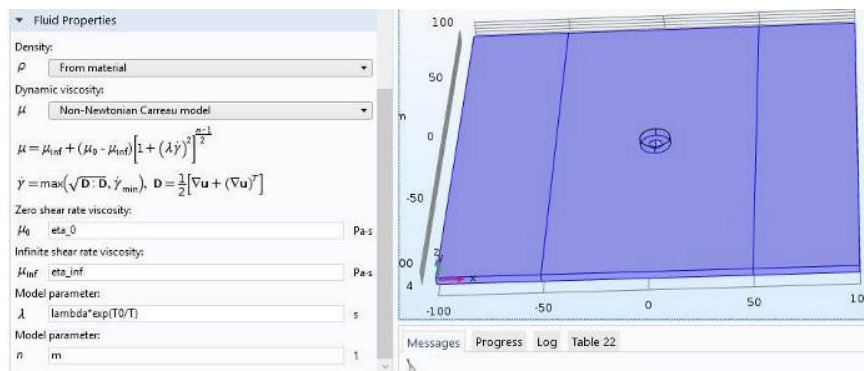 Fluid Properties
Density:
ρ From material
Dynamic viscosity:
μ Non-Newtonian Carreau model
μ = μinf + (μ0 - μinf)[1 + (λγ̇)²]^((n-1)/2)
γ̇ = max(√D : D, γ̇min), D = 1/2[∇u + (∇u)ᵀ]
Zero shear rate viscosity:
μ0 eta_0 Pa·s
Infinite shear rate viscosity:
μinf eta_inf Pa·s
Model parameter:
λ lambda*exp(T0/T) s
Model parameter:
n m 1
100
50
m
0
-50
00
4
z
y
x
-100
-50
0
50
10
Messages Progress Log Table 22